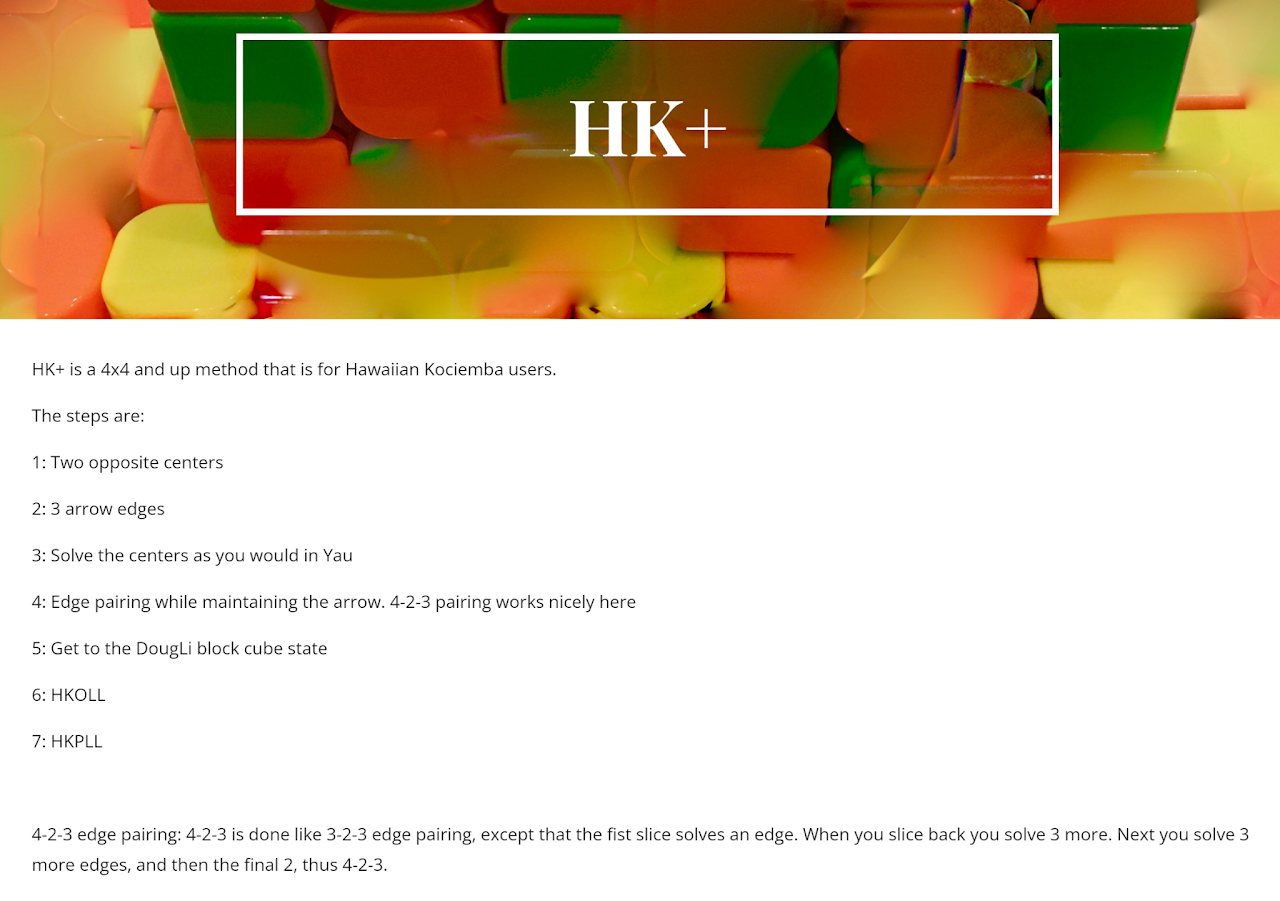 HK+
HK+ is a 4x4 and up method that is for Hawaiian Kociemba users.
The steps are:
1: Two opposite centers
2: 3 arrow edges
3: Solve the centers as you would in Yau
4: Edge pairing while maintaining the arrow. 4-2-3 pairing works nicely here
5: Get to the DougLi block cube state
6: HKOLL
7: HKPLL
4-2-3 edge pairing: 4-2-3 is done like 3-2-3 edge pairing, except that the fist slice solves an edge. When you slice back you solve 3 more. Next you solve 3
more edges, and then the final 2, thus 4-2-3.